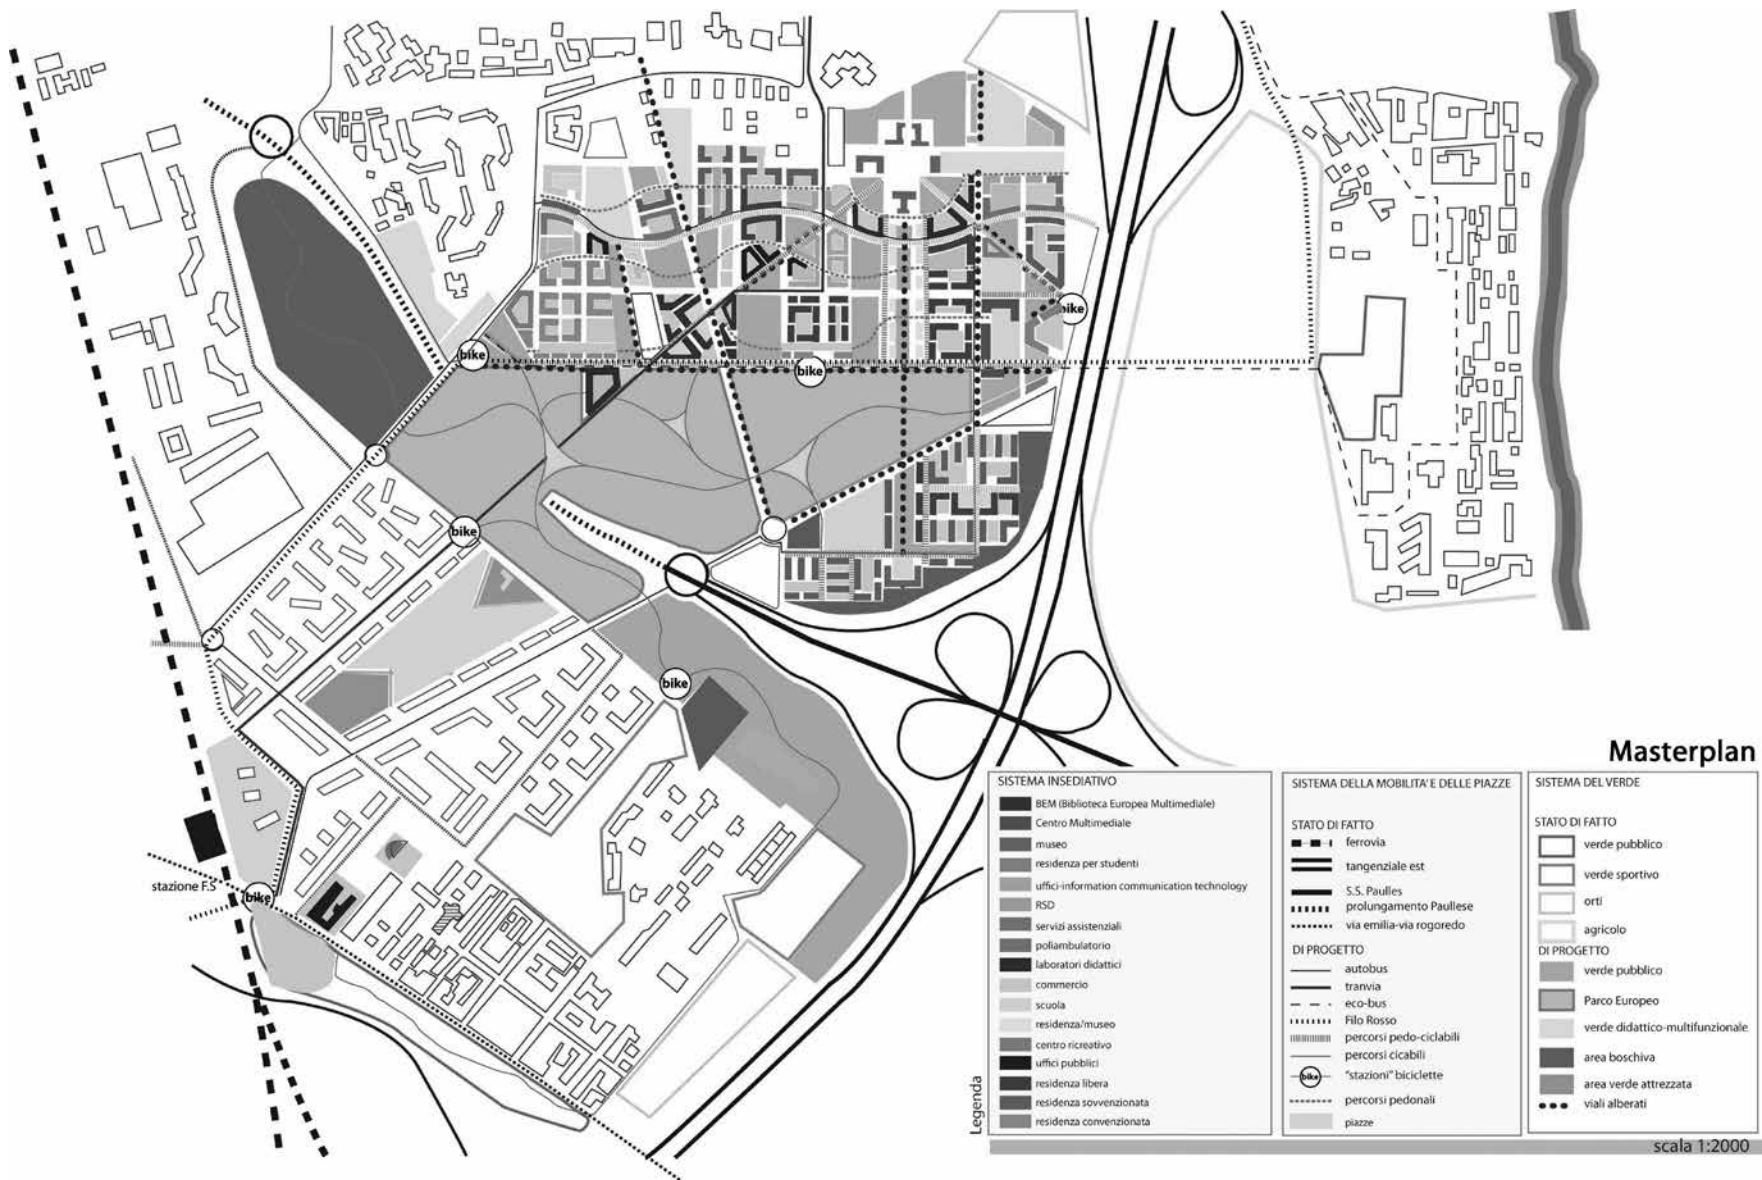 bike
bike
bike
bike
bike
stazione F.S
bike
Masterplan
Legenda
SISTEMA INSEDIATIVO
BEM (Biblioteca Europea Multimediale)
Centro Multimediale
museo
residenza per studenti
uffici-information communication technology
RSD
servizi assistenziali
poliambulatorio
laboratori didattici
commercio
scuola
residenza/museo
centro ricreativo
uffici pubblici
residenza libera
residenza sovvenzionata
residenza convenzionata
SISTEMA DELLA MOBILITA' E DELLE PIAZZE
STATO DI FATTO
ferrovia
tangenziale est
S.S. Paulles
prolungamento Paullese
via emilia-via rogoredo
DI PROGETTO
autobus
tranvia
eco-bus
Filo Rosso
percorsi pedo-ciclabili
percorsi cicabili
bike "stazioni" biciclette
percorsi pedonali
piazze
SISTEMA DEL VERDE
STATO DI FATTO
verde pubblico
verde sportivo
orti
agricolo
DI PROGETTO
verde pubblico
Parco Europeo
verde didattico-multifunzionale
area boschiva
area verde attrezzata
viali alberati
scala 1:2000